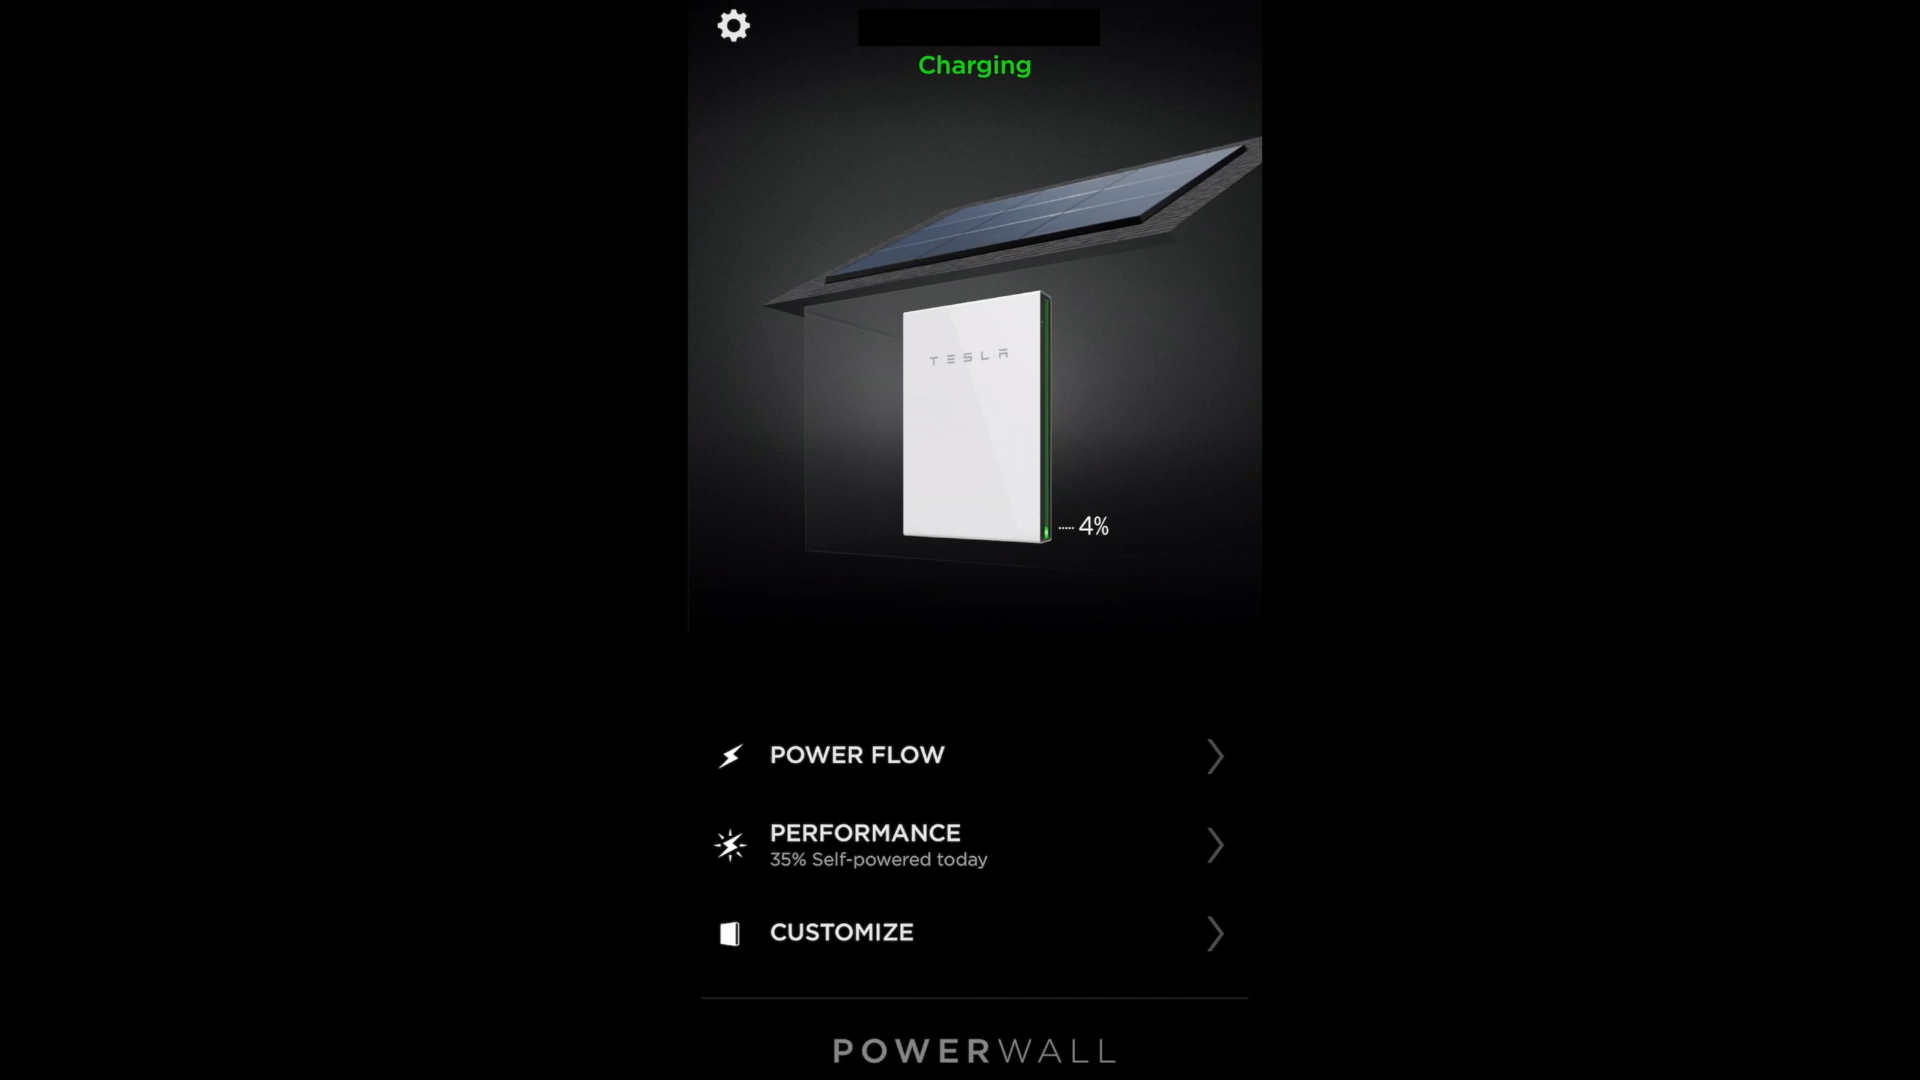 Charging
TESLA
4%
POWER FLOW
PERFORMANCE
35% Self-powered today
CUSTOMIZE
POWERWALL